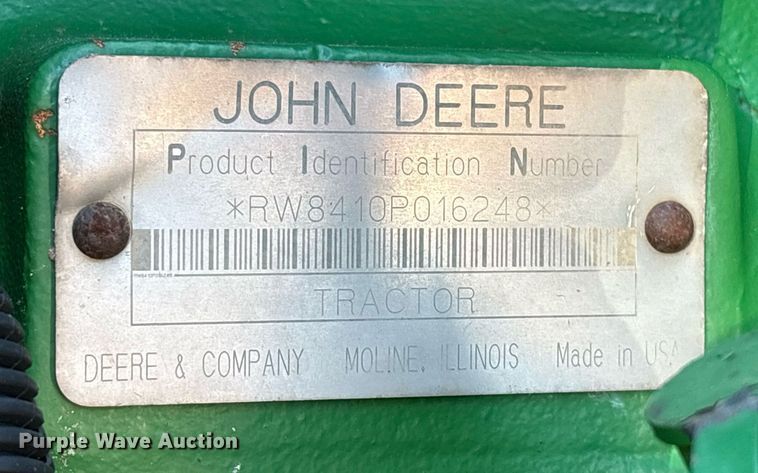 JOHN DEERE
Product Identification Number
*RW8410P016248*
TRACTOR
DEERE & COMPANY MOLINE, ILLINOIS Made in USA
Purple Wave Auction